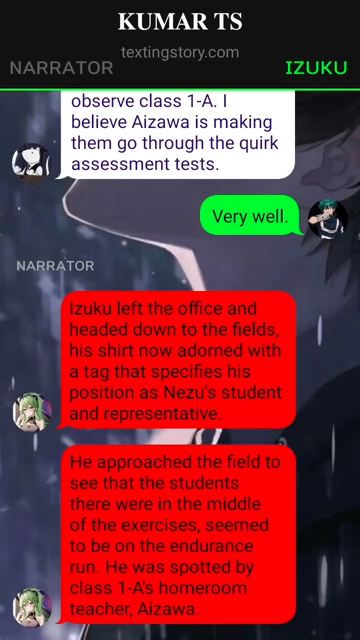 KUMAR TS
textingstory.com
NARRATOR
IZUKU
observe class 1-A. I
believe Aizawa is making
them go through the quirk
assessment tests.
Very well.
NARRATOR
Izuku left the office and
headed down to the fields,
his shirt now adorned with
a tag that specifies his
position as Nezu's student
and representative.
He approached the field to
see that the students
there were in the middle
of the exercises, seemed
to be on the endurance
run. He was spotted by
class 1-A's homeroom
teacher, Aizawa.